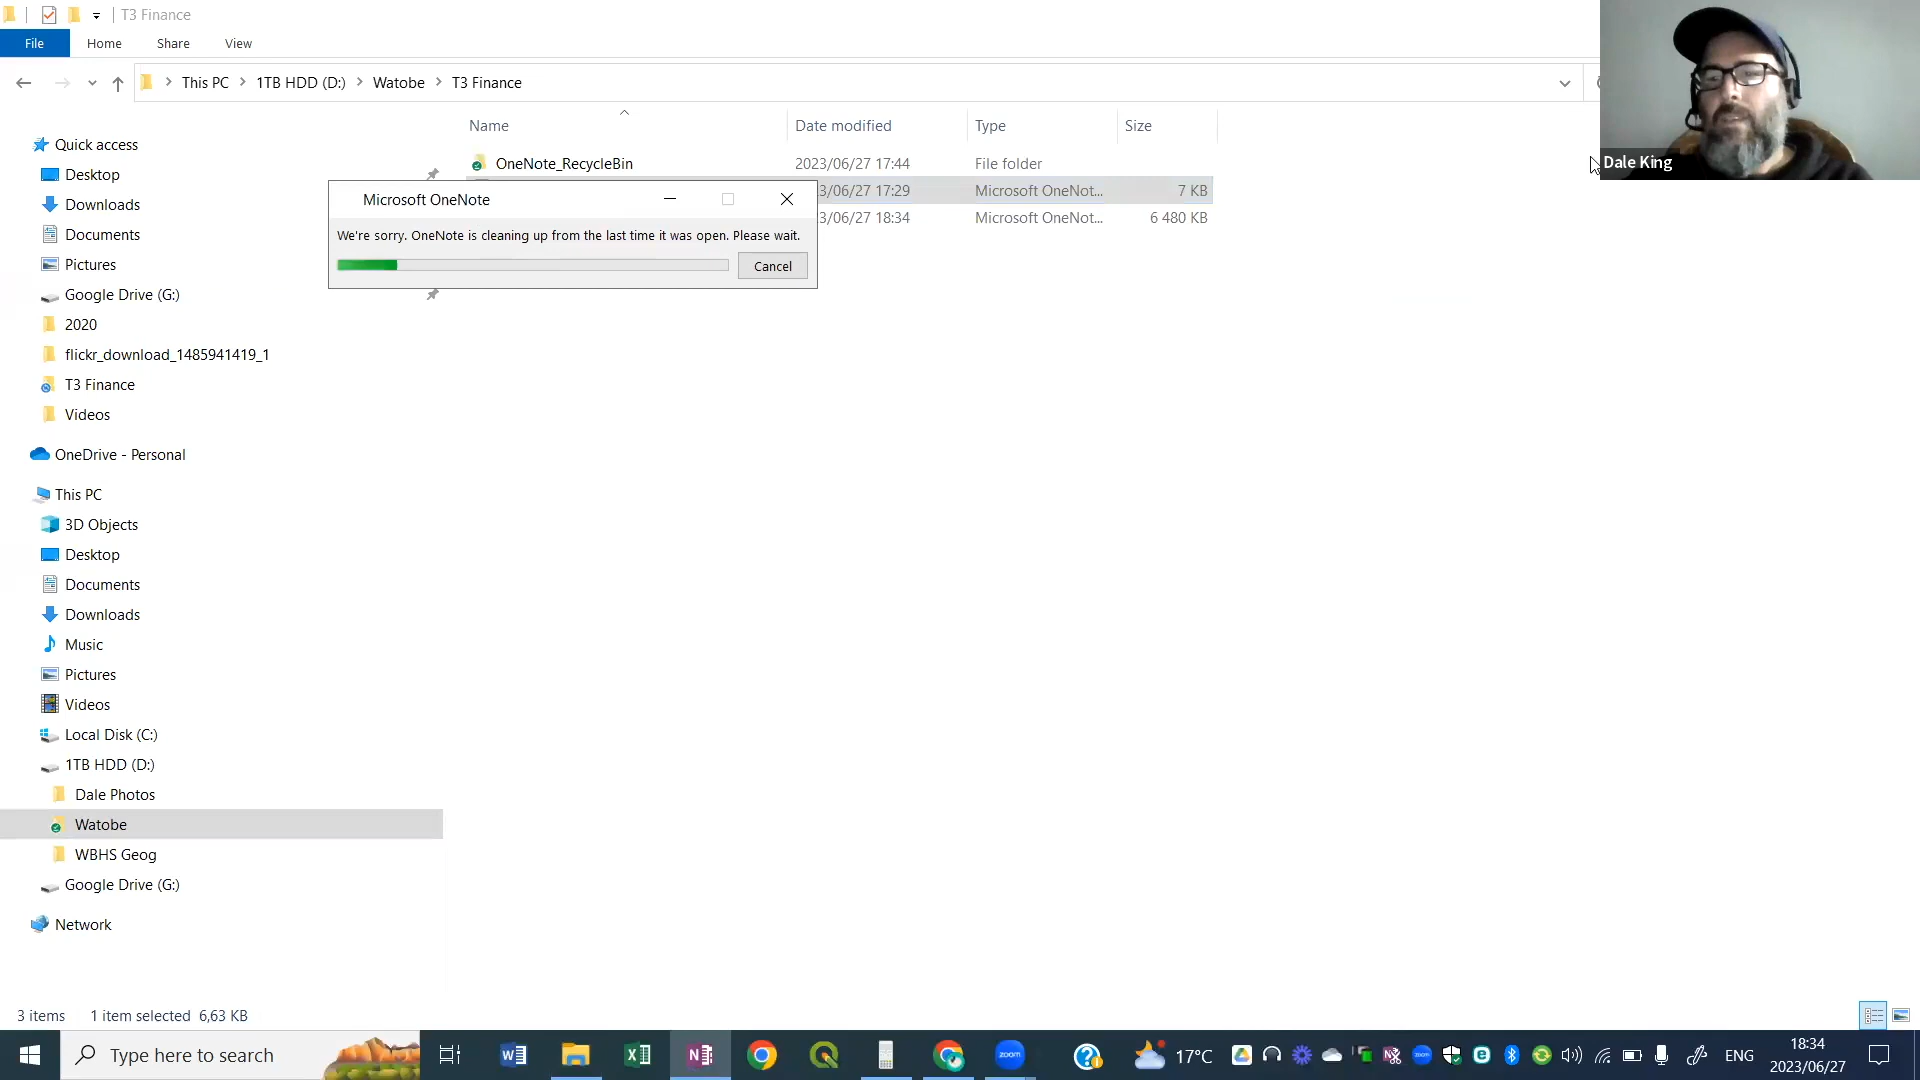 T3 Finance
File Home Share View
This PC 1TB HDD (D:) Watobe T3 Finance
Name Date modified Type Size
Quick access
Desktop
Downloads
Documents
Pictures
Google Drive (G:)
2020
flickr_download_1485941419_1
T3 Finance
Videos
OneDrive - Personal
This PC
3D Objects
Desktop
Documents
Downloads
Music
Pictures
Videos
Local Disk (C:)
1TB HDD (D:)
Dale Photos
Watobe
WBHS Geog
Google Drive (G:)
Network
OneNote_RecycleBin 2023/06/27 17:44 File folder
3/06/27 17:29 Microsoft OneNot... 7 KB
3/06/27 18:34 Microsoft OneNot... 6 480 KB
Microsoft OneNote
We're sorry. OneNote is cleaning up from the last time it was open. Please wait.
Cancel
Dale King
3 items 1 item selected 6,63 KB
Type here to search
zoom
17°C
ENG
18:34
2023/06/27